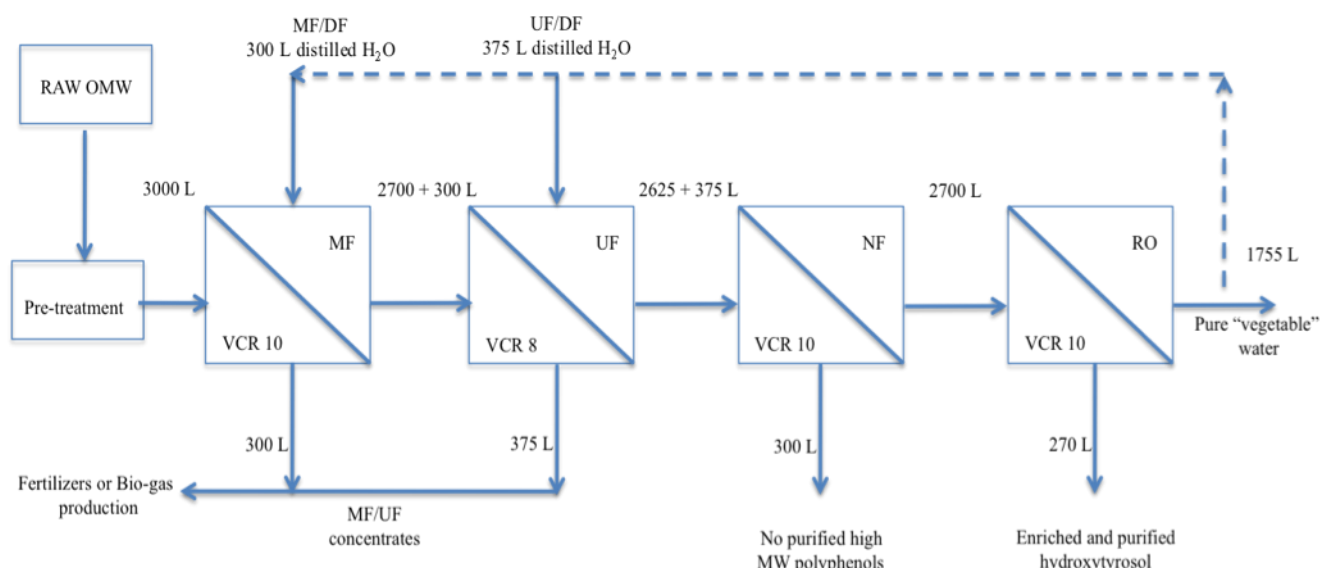 MF/DF
300 L distilled H₂O
UF/DF
375 L distilled H₂O
RAW OMW
3000 L
2700 + 300 L
2625 + 375 L
2700 L
MF
UF
NF
RO
1755 L
Pre-treatment
VCR 10
VCR 8
VCR 10
VCR 10
Pure “vegetable”
water
300 L
375 L
300 L
270 L
Fertilizers or Bio-gas
production
MF/UF
concentrates
No purified high
MW polyphenols
Enriched and purified
hydroxytyrosol